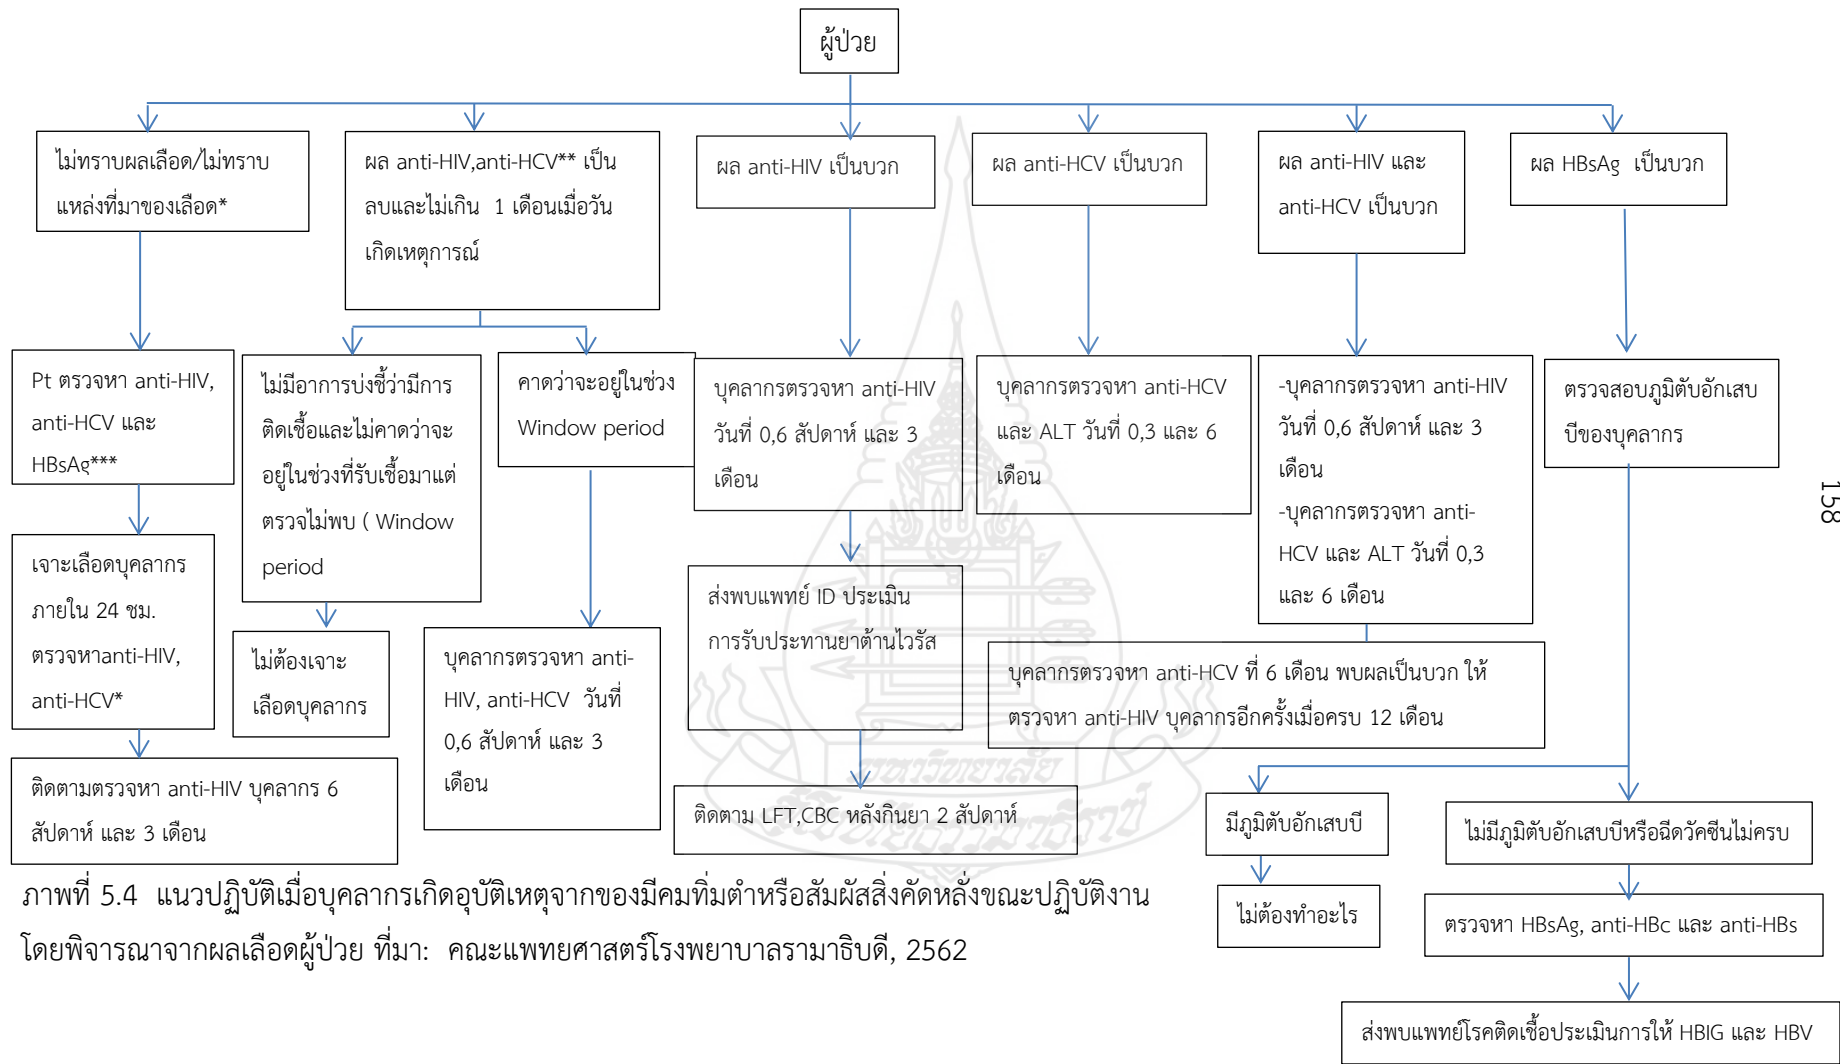 ผู้ป่วย
ไม่ทราบผลเลือด/ไม่ทราบ
แหล่งที่มาของเลือด*
ผล anti-HIV,anti-HCV** เป็น
ลบและไม่เกิน 1 เดือนเมื่อวัน
เกิดเหตุการณ์
ผล anti-HIV เป็นบวก
ผล anti-HCV เป็นบวก
ผล anti-HIV และ
anti-HCV เป็นบวก
ผล HBsAg เป็นบวก
Pt ตรวจหา anti-HIV,
anti-HCV และ
HBsAg***
ไม่มีอาการบ่งชี้ว่ามีการ
ติดเชื้อและไม่คาดว่าจะ
อยู่ในช่วงที่รับเชื้อมาแต่
ตรวจไม่พบ ( Window
period
คาดว่าจะอยู่ในช่วง
Window period
บุคลากรตรวจหา anti-HIV
วันที่ 0,6 สัปดาห์ และ 3
เดือน
บุคลากรตรวจหา anti-HCV
และ ALT วันที่ 0,3 และ 6
เดือน
-บุคลากรตรวจหา anti-HIV
วันที่ 0,6 สัปดาห์ และ 3
เดือน
-บุคลากรตรวจหา anti-
HCV และ ALT วันที่ 0,3
และ 6 เดือน
ตรวจสอบภูมิตับอักเสบ
บีของบุคลากร
158
เจาะเลือดบุคลากร
ภายใน 24 ชม.
ตรวจหาanti-HIV,
anti-HCV*
ไม่ต้องเจาะ
เลือดบุคลากร
บุคลากรตรวจหา anti-
HIV, anti-HCV วันที่
0,6 สัปดาห์ และ 3
เดือน
ส่งพบแพทย์ ID ประเมิน
การรับประทานยาต้านไวรัส
บุคลากรตรวจหา anti-HCV ที่ 6 เดือน พบผลเป็นบวก ให้
ตรวจหา anti-HIV บุคลากรอีกครั้งเมื่อครบ 12 เดือน
ติดตามตรวจหา anti-HIV บุคลากร 6
สัปดาห์ และ 3 เดือน
ติดตาม LFT,CBC หลังกินยา 2 สัปดาห์
มีภูมิตับอักเสบบี
ไม่มีภูมิตับอักเสบบีหรือฉีดวัคซีนไม่ครบ
ไม่ต้องทำอะไร
ตรวจหา HBsAg, anti-HBc และ anti-HBs
ส่งพบแพทย์โรคติดเชื้อประเมินการให้ HBIG และ HBV
ภาพที่ 5.4 แนวปฏิบัติเมื่อบุคลากรเกิดอุบัติเหตุจากของมีคมทิ่มตำหรือสัมผัสสิ่งคัดหลั่งขณะปฏิบัติงาน
โดยพิจารณาจากผลเลือดผู้ป่วย ที่มา: คณะแพทยศาสตร์โรงพยาบาลรามาธิบดี, 2562